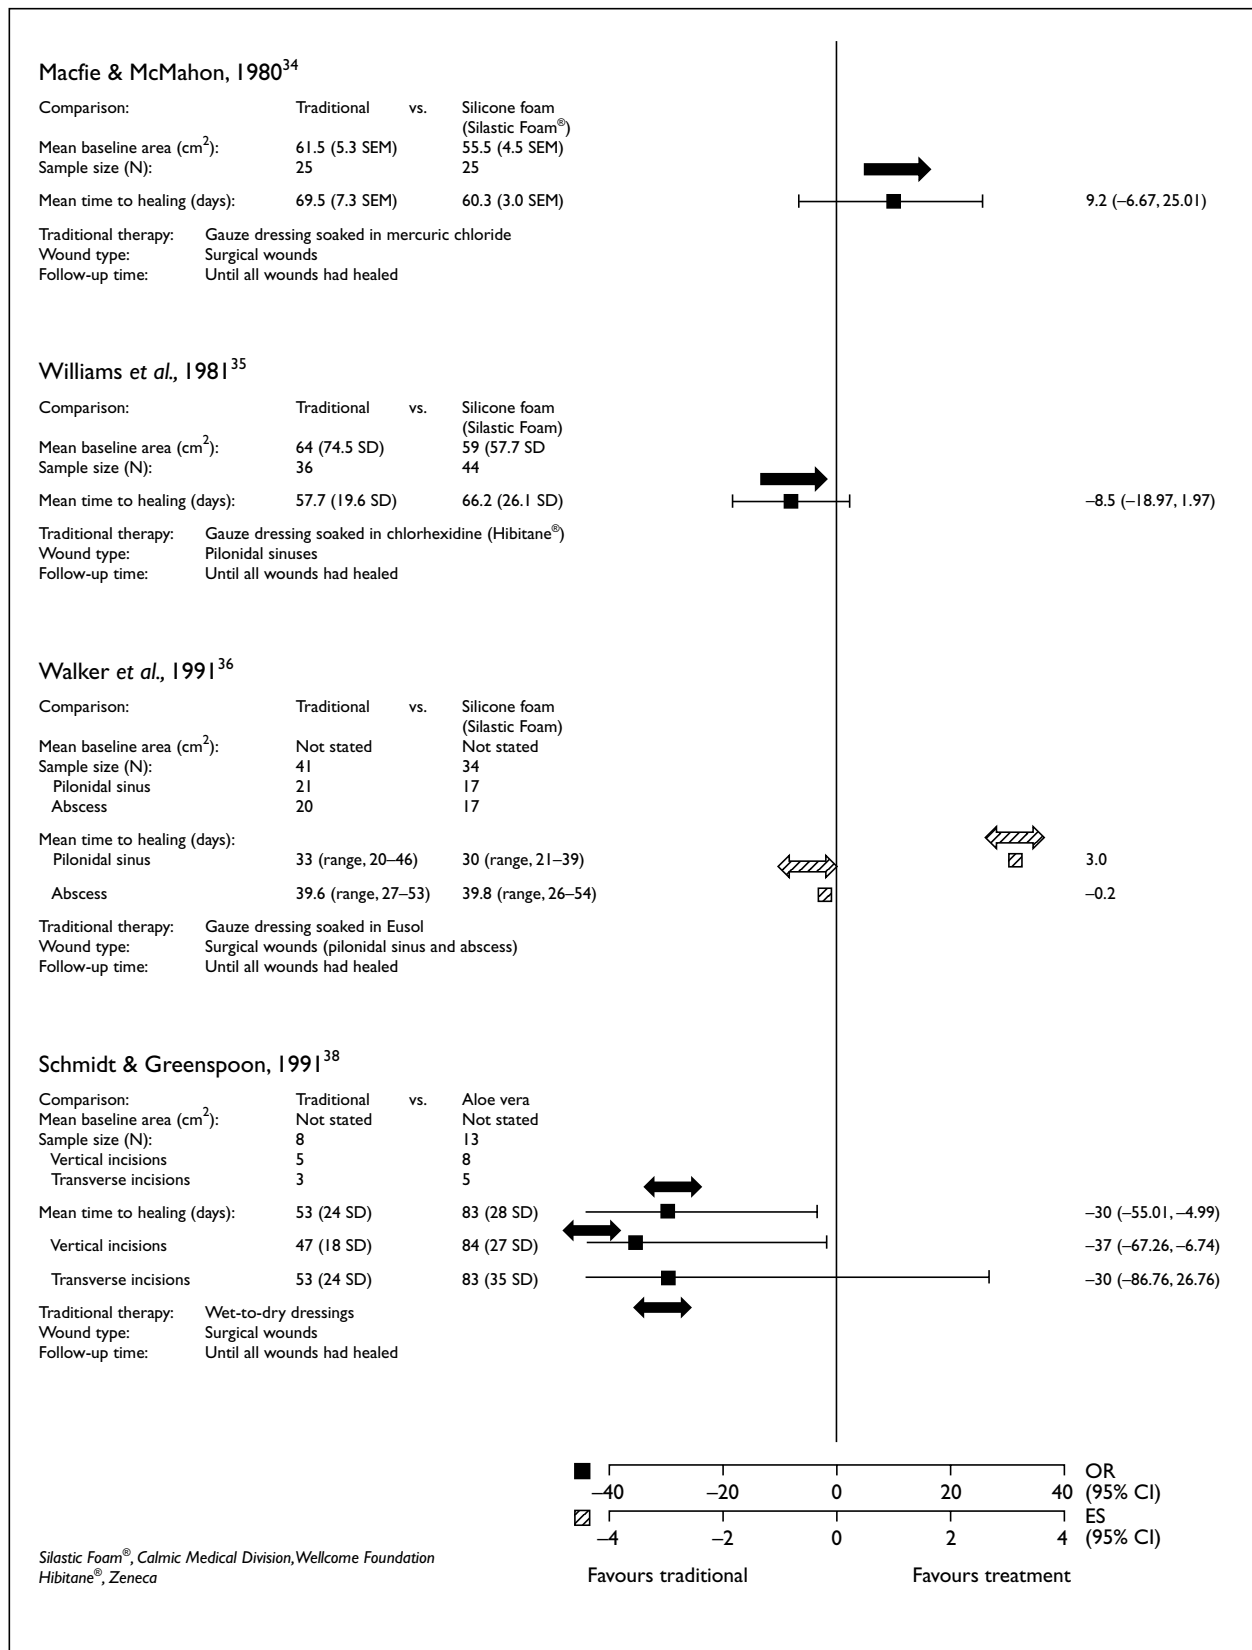 Macfie & McMahon, 1980³⁴
Comparison: Traditional vs. Silicone foam
(Silastic Foam®)
Mean baseline area (cm²): 61.5 (5.3 SEM) 55.5 (4.5 SEM)
Sample size (N): 25 25
Mean time to healing (days): 69.5 (7.3 SEM) 60.3 (3.0 SEM) 9.2 (–6.67, 25.01)
Traditional therapy: Gauze dressing soaked in mercuric chloride
Wound type: Surgical wounds
Follow-up time: Until all wounds had healed
Williams et al., 1981³⁵
Comparison: Traditional vs. Silicone foam
(Silastic Foam)
Mean baseline area (cm²): 64 (74.5 SD) 59 (57.7 SD
Sample size (N): 36 44
Mean time to healing (days): 57.7 (19.6 SD) 66.2 (26.1 SD) –8.5 (–18.97, 1.97)
Traditional therapy: Gauze dressing soaked in chlorhexidine (Hibitane®)
Wound type: Pilonidal sinuses
Follow-up time: Until all wounds had healed
Walker et al., 1991³⁶
Comparison: Traditional vs. Silicone foam
(Silastic Foam)
Mean baseline area (cm²): Not stated Not stated
Sample size (N): 41 34
Pilonidal sinus 21 17
Abscess 20 17
Mean time to healing (days):
Pilonidal sinus 33 (range, 20–46) 30 (range, 21–39) 3.0
Abscess 39.6 (range, 27–53) 39.8 (range, 26–54) –0.2
Traditional therapy: Gauze dressing soaked in Eusol
Wound type: Surgical wounds (pilonidal sinus and abscess)
Follow-up time: Until all wounds had healed
Schmidt & Greenspoon, 1991³⁸
Comparison: Traditional vs. Aloe vera
Mean baseline area (cm²): Not stated Not stated
Sample size (N): 8 13
Vertical incisions 5 8
Transverse incisions 3 5
Mean time to healing (days): 53 (24 SD) 83 (28 SD) –30 (–55.01, –4.99)
Vertical incisions 47 (18 SD) 84 (27 SD) –37 (–67.26, –6.74)
Transverse incisions 53 (24 SD) 83 (35 SD) –30 (–86.76, 26.76)
Traditional therapy: Wet-to-dry dressings
Wound type: Surgical wounds
Follow-up time: Until all wounds had healed
OR
–40 –20 0 20 40 (95% CI)
ES
–4 –2 0 2 4 (95% CI)
Silastic Foam®, Calmic Medical Division, Wellcome Foundation
Hibitane®, Zeneca
Favours traditional Favours treatment